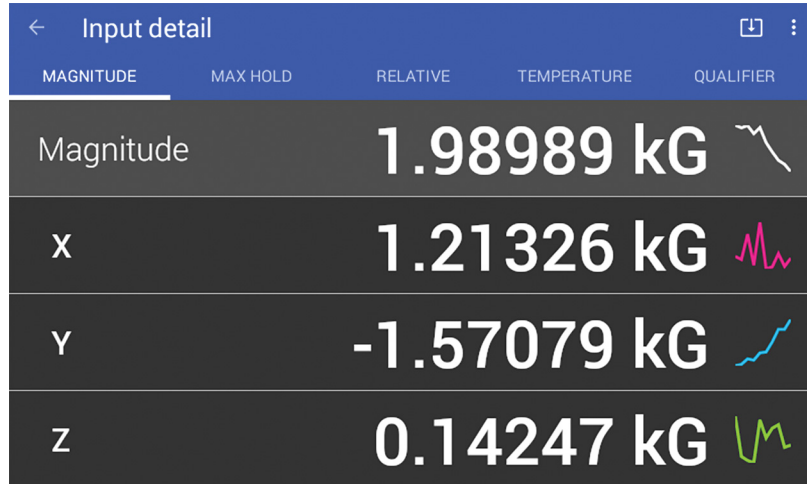 Input detail
MAGNITUDE MAX HOLD RELATIVE TEMPERATURE QUALIFIER
Magnitude 1.98989 kG
X 1.21326 kG
Y -1.57079 kG
Z 0.14247 kG